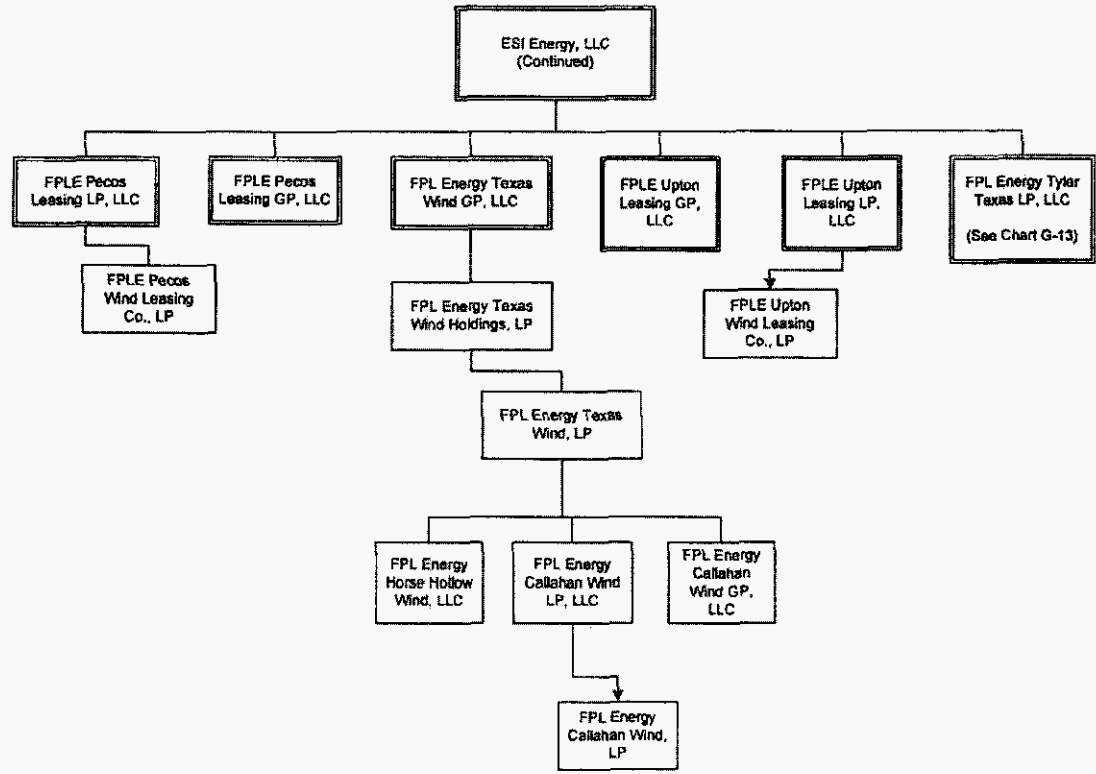 ESI Energy, LLC
(Continued)
FPLE Pecos
Leasing LP, LLC
FPLE Pecos
Leasing GP, LLC
FPL Energy Texas
Wind GP, LLC
FPLE Upton
Leasing GP,
LLC
FPLE Upton
Leasing LP,
LLC
FPL Energy Tyler
Texas LP, LLC
(See Chart G-13)
FPLE Pecos
Wind Leasing
Co., LP
FPL Energy Texas
Wind Holdings, LP
FPLE Upton
Wind Leasing
Co., LP
FPL Energy Texas
Wind, LP
FPL Energy
Horse Hollow
Wind, LLC
FPL Energy
Callahan Wind
LP, LLC
FPL Energy
Callahan
Wind GP,
LLC
FPL Energy
Callahan Wind,
LP